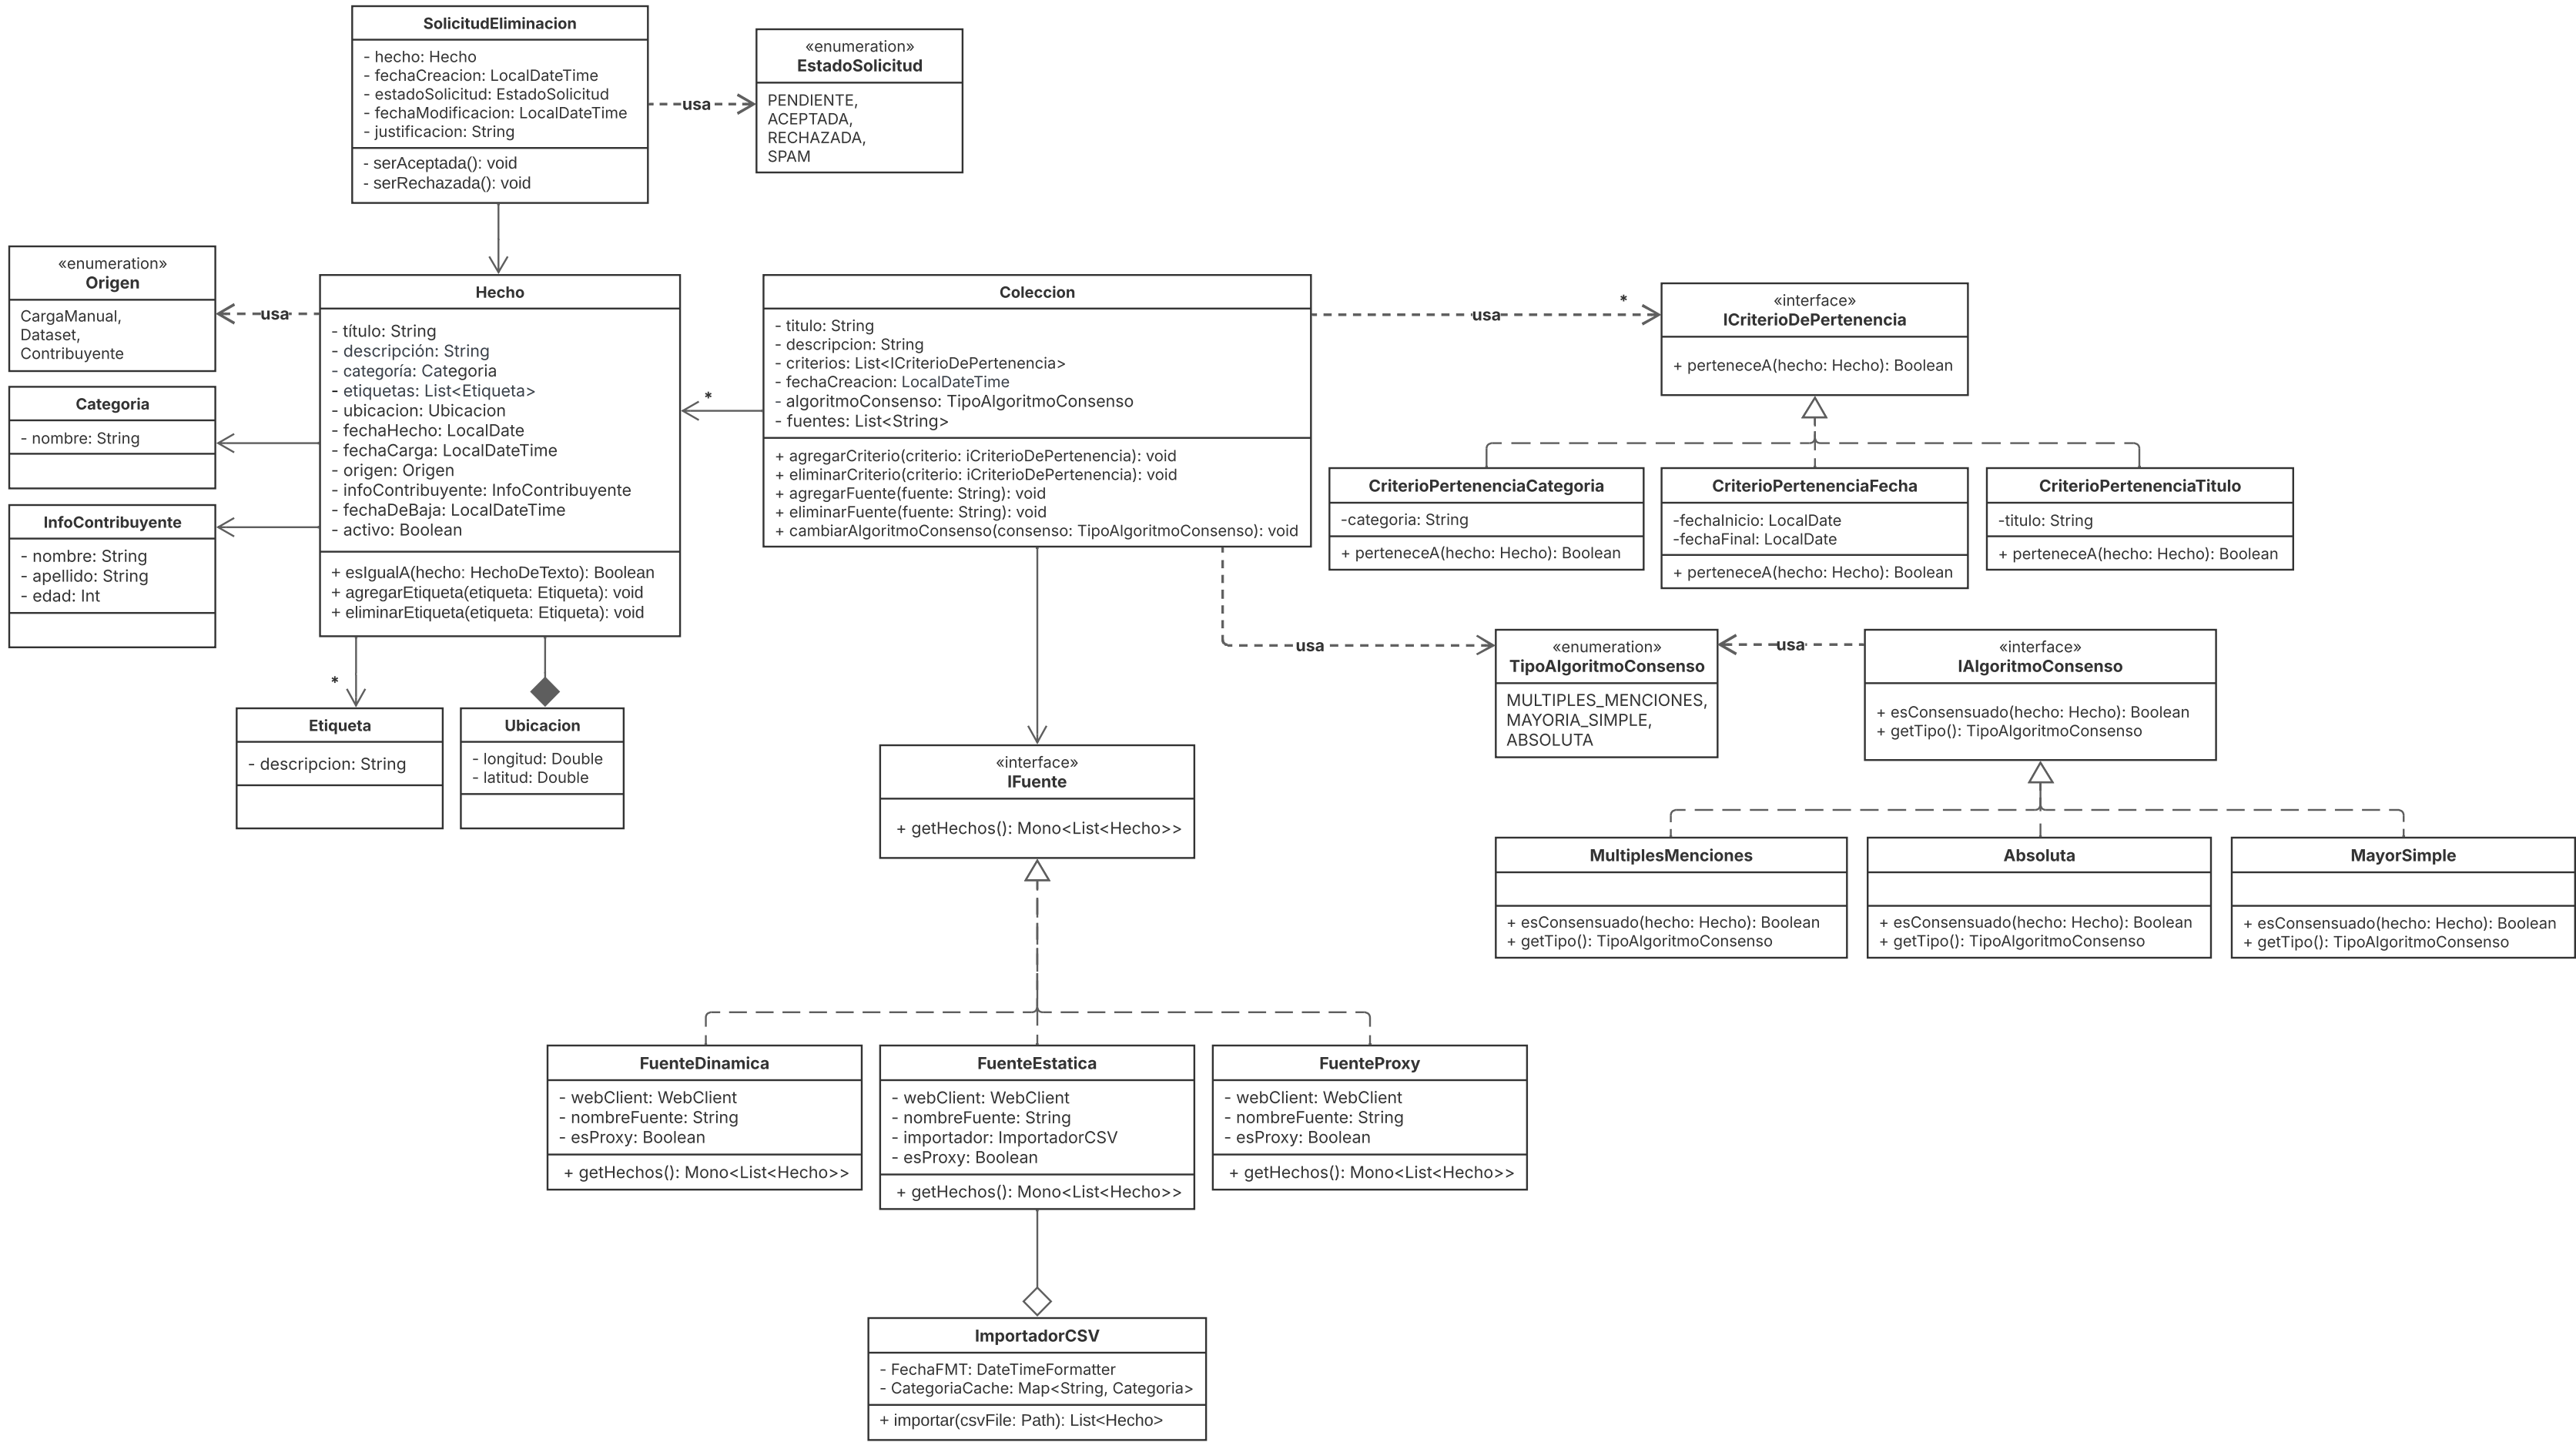 SolicitudEliminacion
- hecho: Hecho
- fechaCreacion: LocalDateTime
- estadoSolicitud: EstadoSolicitud
- fechaModificacion: LocalDateTime
- justificacion: String
- serAceptada(): void
- serRechazada(): void
usa
«enumeration»
EstadoSolicitud
PENDIENTE,
ACEPTADA,
RECHAZADA,
SPAM
«enumeration»
Origen
CargaManual,
Dataset,
Contribuyente
usa
Categoria
- nombre: String
InfoContribuyente
- nombre: String
- apellido: String
- edad: Int
Hecho
- título: String
- descripción: String
- categoría: Categoria
- etiquetas: List<Etiqueta>
- ubicacion: Ubicacion
- fechaHecho: LocalDate
- fechaCarga: LocalDateTime
- origen: Origen
- infoContribuyente: InfoContribuyente
- fechaDeBaja: LocalDateTime
- activo: Boolean
+ esIgualA(hecho: HechoDeTexto): Boolean
+ agregarEtiqueta(etiqueta: Etiqueta): void
+ eliminarEtiqueta(etiqueta: Etiqueta): void
*
Coleccion
- titulo: String
- descripcion: String
- criterios: List<ICriterioDePertenencia>
- fechaCreacion: LocalDateTime
- algoritmoConsenso: TipoAlgoritmoConsenso
- fuentes: List<String>
+ agregarCriterio(criterio: iCriterioDePertenencia): void
+ eliminarCriterio(criterio: iCriterioDePertenencia): void
+ agregarFuente(fuente: String): void
+ eliminarFuente(fuente: String): void
+ cambiarAlgoritmoConsenso(consenso: TipoAlgoritmoConsenso): void
usa
*
«interface»
ICriterioDePertenencia
+ perteneceA(hecho: Hecho): Boolean
CriterioPertenenciaCategoria
-categoria: String
+ perteneceA(hecho: Hecho): Boolean
CriterioPertenenciaFecha
-fechaInicio: LocalDate
-fechaFinal: LocalDate
+ perteneceA(hecho: Hecho): Boolean
CriterioPertenenciaTitulo
-titulo: String
+ perteneceA(hecho: Hecho): Boolean
usa
«enumeration»
TipoAlgoritmoConsenso
MULTIPLES_MENCIONES,
MAYORIA_SIMPLE,
ABSOLUTA
usa
«interface»
IAlgoritmoConsenso
+ esConsensuado(hecho: Hecho): Boolean
+ getTipo(): TipoAlgoritmoConsenso
*
Etiqueta
- descripcion: String
Ubicacion
- longitud: Double
- latitud: Double
«interface»
IFuente
+ getHechos(): Mono<List<Hecho>>
MultiplesMenciones
+ esConsensuado(hecho: Hecho): Boolean
+ getTipo(): TipoAlgoritmoConsenso
Absoluta
+ esConsensuado(hecho: Hecho): Boolean
+ getTipo(): TipoAlgoritmoConsenso
MayorSimple
+ esConsensuado(hecho: Hecho): Boolean
+ getTipo(): TipoAlgoritmoConsenso
FuenteDinamica
- webClient: WebClient
- nombreFuente: String
- esProxy: Boolean
+ getHechos(): Mono<List<Hecho>>
FuenteEstatica
- webClient: WebClient
- nombreFuente: String
- importador: ImportadorCSV
- esProxy: Boolean
+ getHechos(): Mono<List<Hecho>>
FuenteProxy
- webClient: WebClient
- nombreFuente: String
- esProxy: Boolean
+ getHechos(): Mono<List<Hecho>>
ImportadorCSV
- FechaFMT: DateTimeFormatter
- CategoriaCache: Map<String, Categoria>
+ importar(csvFile: Path): List<Hecho>